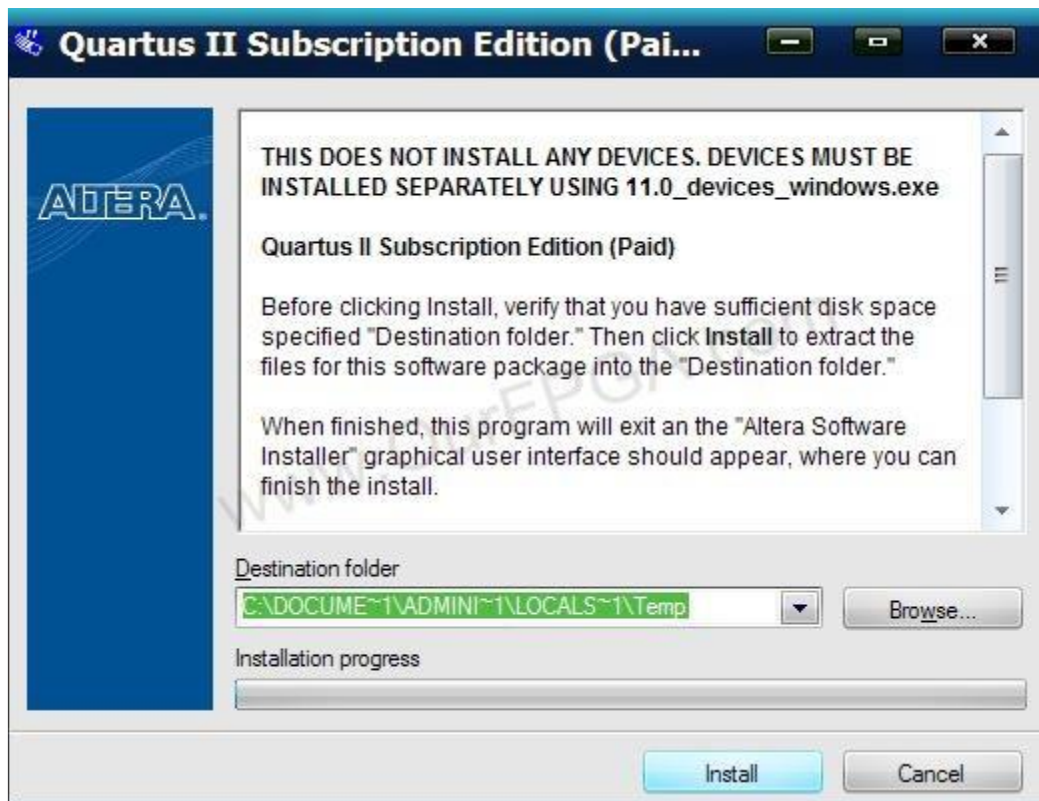 Quartus II Subscription Edition (Pai...
THIS DOES NOT INSTALL ANY DEVICES. DEVICES MUST BE
INSTALLED SEPARATELY USING 11.0_devices_windows.exe
ALTERA.
Quartus II Subscription Edition (Paid)
Before clicking Install, verify that you have sufficient disk space
specified "Destination folder." Then click Install to extract the
files for this software package into the "Destination folder."
When finished, this program will exit an the "Altera Software
Installer" graphical user interface should appear, where you can
finish the install.
www.OurFPGA.com
Destination folder
C:\DOCUME~1\ADMINI~1\LOCALS~1\Temp
Browse...
Installation progress
Install
Cancel